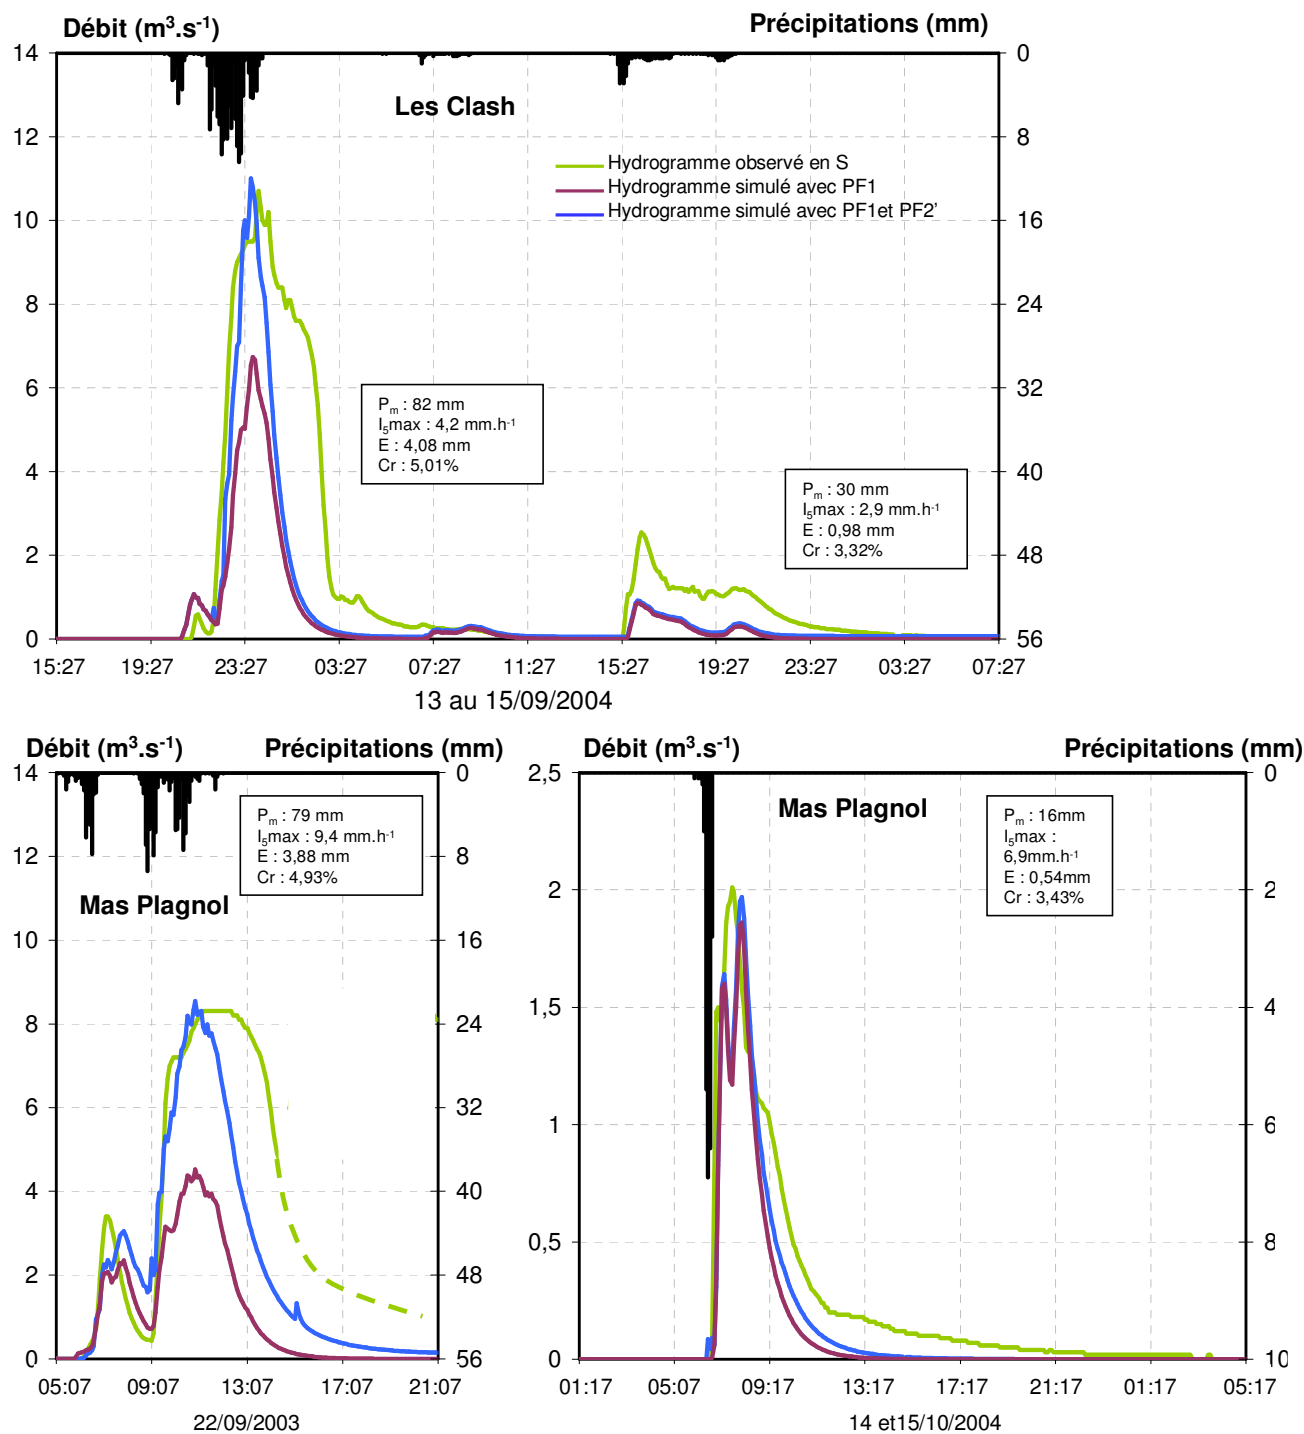 Débit (m³.s⁻¹) Précipitations (mm)
14 0
Les Clash
12 8
Hydrogramme observé en S
Hydrogramme simulé avec PF1
Hydrogramme simulé avec PF1et PF2'
10 16
8 24
6 32
Pₘ : 82 mm
I₅max : 4,2 mm.h⁻¹
E : 4,08 mm
Cr : 5,01%
4 40
Pₘ : 30 mm
I₅max : 2,9 mm.h⁻¹
E : 0,98 mm
Cr : 3,32%
2 48
0 56
15:27 19:27 23:27 03:27 07:27 11:27 15:27 19:27 23:27 03:27 07:27
13 au 15/09/2004
Débit (m³.s⁻¹) Précipitations (mm)
14 0
Pₘ : 79 mm
I₅max : 9,4 mm.h⁻¹
E : 3,88 mm
Cr : 4,93%
12 8
Mas Plagnol
10 16
8 24
6 32
4 40
2 48
0 56
05:07 09:07 13:07 17:07 21:07
22/09/2003
Débit (m³.s⁻¹) Précipitations (mm)
2,5 0
Mas Plagnol
Pₘ : 16mm
I₅max :
6,9mm.h⁻¹
E : 0,54mm
Cr : 3,43%
2 2
1,5 4
1 6
0,5 8
0 10
01:17 05:17 09:17 13:17 17:17 21:17 01:17 05:17
14 et15/10/2004